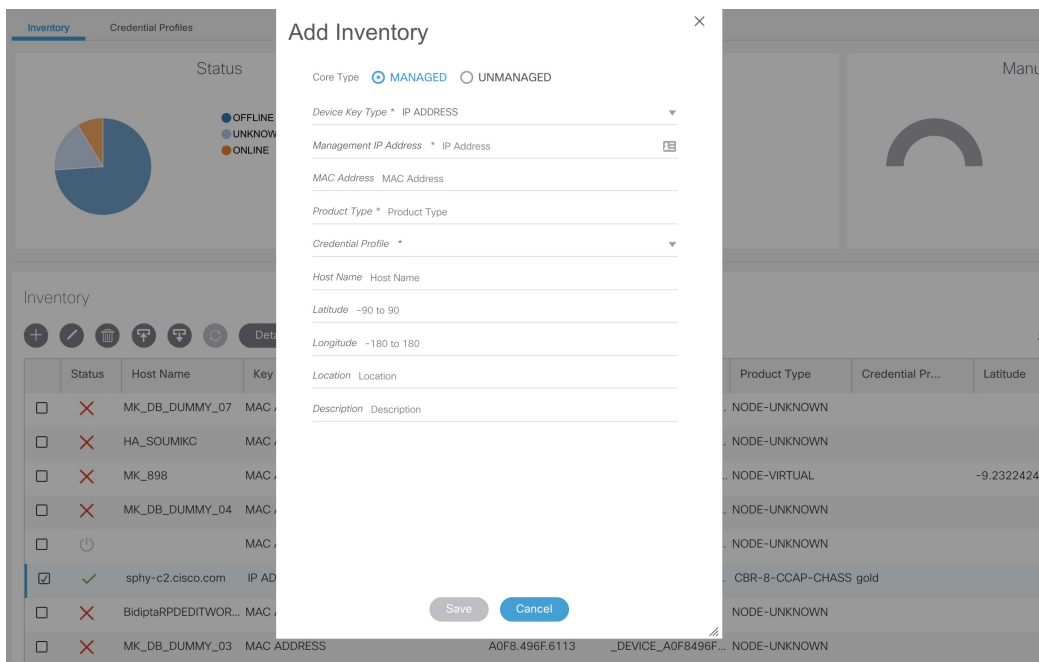 Inventory Credential Profiles
Add Inventory
Status
Manu
OFFLINE
UNKNOW
ONLINE
Core Type MANAGED UNMANAGED
Device Key Type * IP ADDRESS
Management IP Address * IP Address
MAC Address MAC Address
Product Type * Product Type
Credential Profile *
Host Name Host Name
Latitude -90 to 90
Longitude -180 to 180
Location Location
Description Description
Save Cancel
Inventory
Deta
Status Host Name Key Product Type Credential Pr... Latitude
MK_DB_DUMMY_07 MAC . NODE-UNKNOWN
HA_SOUMIKC MAC . NODE-UNKNOWN
MK_898 MAC . NODE-VIRTUAL -9.2322424
MK_DB_DUMMY_04 MAC . NODE-UNKNOWN
MAC . NODE-UNKNOWN
sphy-c2.cisco.com IP AD . CBR-8-CCAP-CHASS gold
BidiptaRPDEDITWOR... MAC NODE-UNKNOWN
MK_DB_DUMMY_03 MAC ADDRESS A0F8.496F.6113 _DEVICE_A0F8496F... NODE-UNKNOWN